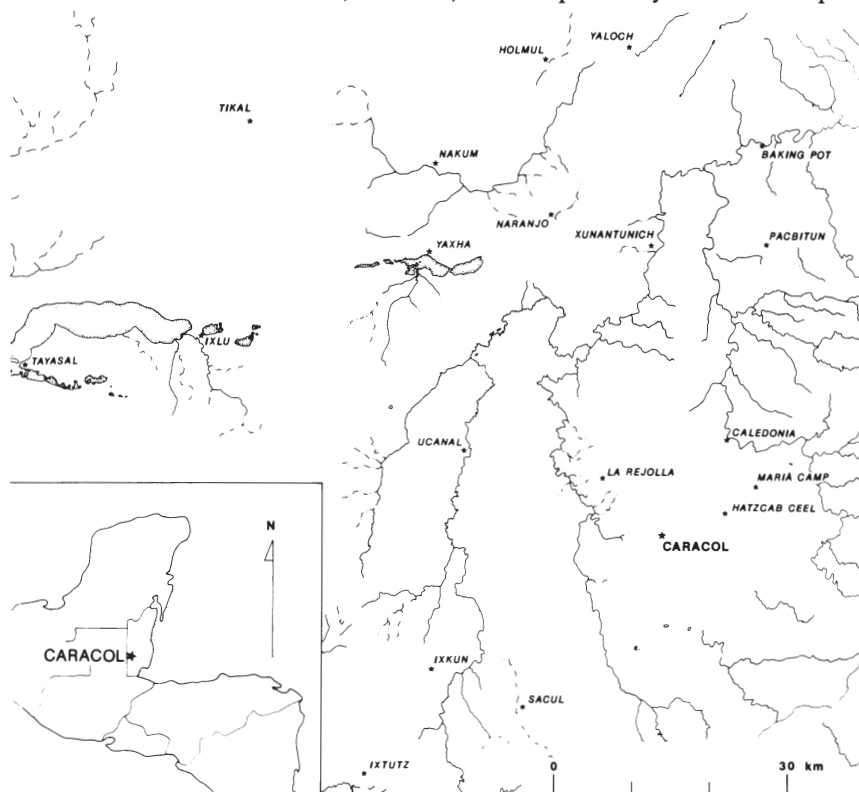 YALOCH
HOLMUL
TIKAL
NAKUM
BAKING POT
NARANJO
XUNANTUNICH
PACBITUN
YAXHA
IXLU
TAYASAL
CALEDONIA
UCANAL
LA REJOLLA
MARIA CAMP
HATZCAB CEEL
CARACOL
N
CARACOL
IXKUN
SACUL
IXTUTZ
0 30 km